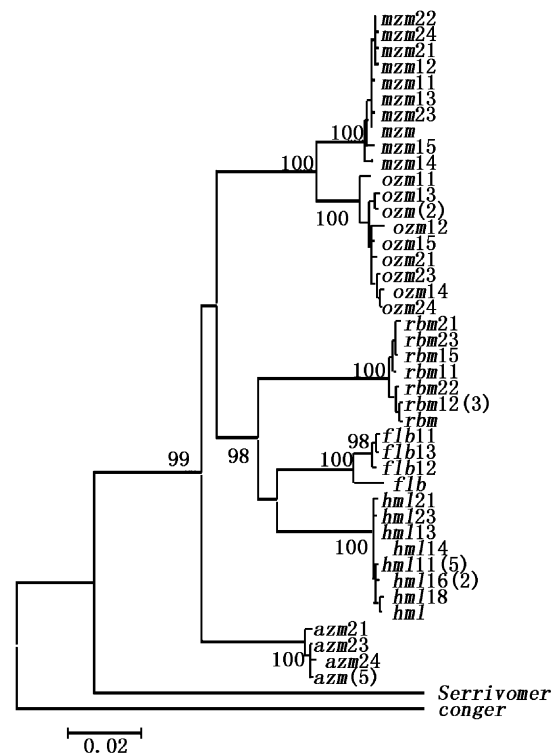 mzm22
mzm24
mzm21
mzm12
mzm11
mzm13
mzm23
100
mzm
mzm15
100
mzm14
ozm11
ozm13
100
ozm(2)
ozm12
ozm15
ozm21
ozm23
ozm14
ozm24
rbm21
rbm23
rbm15
100
rbm11
rbm22
rbm12(3)
rbm
flb11
98
flb13
99
98
100
flb12
flb
hml21
hml23
hml13
100
hml14
hml11(5)
hml16(2)
hml18
hml
azm21
azm23
100
azm24
azm(5)
Serrivomer
conger
0.02